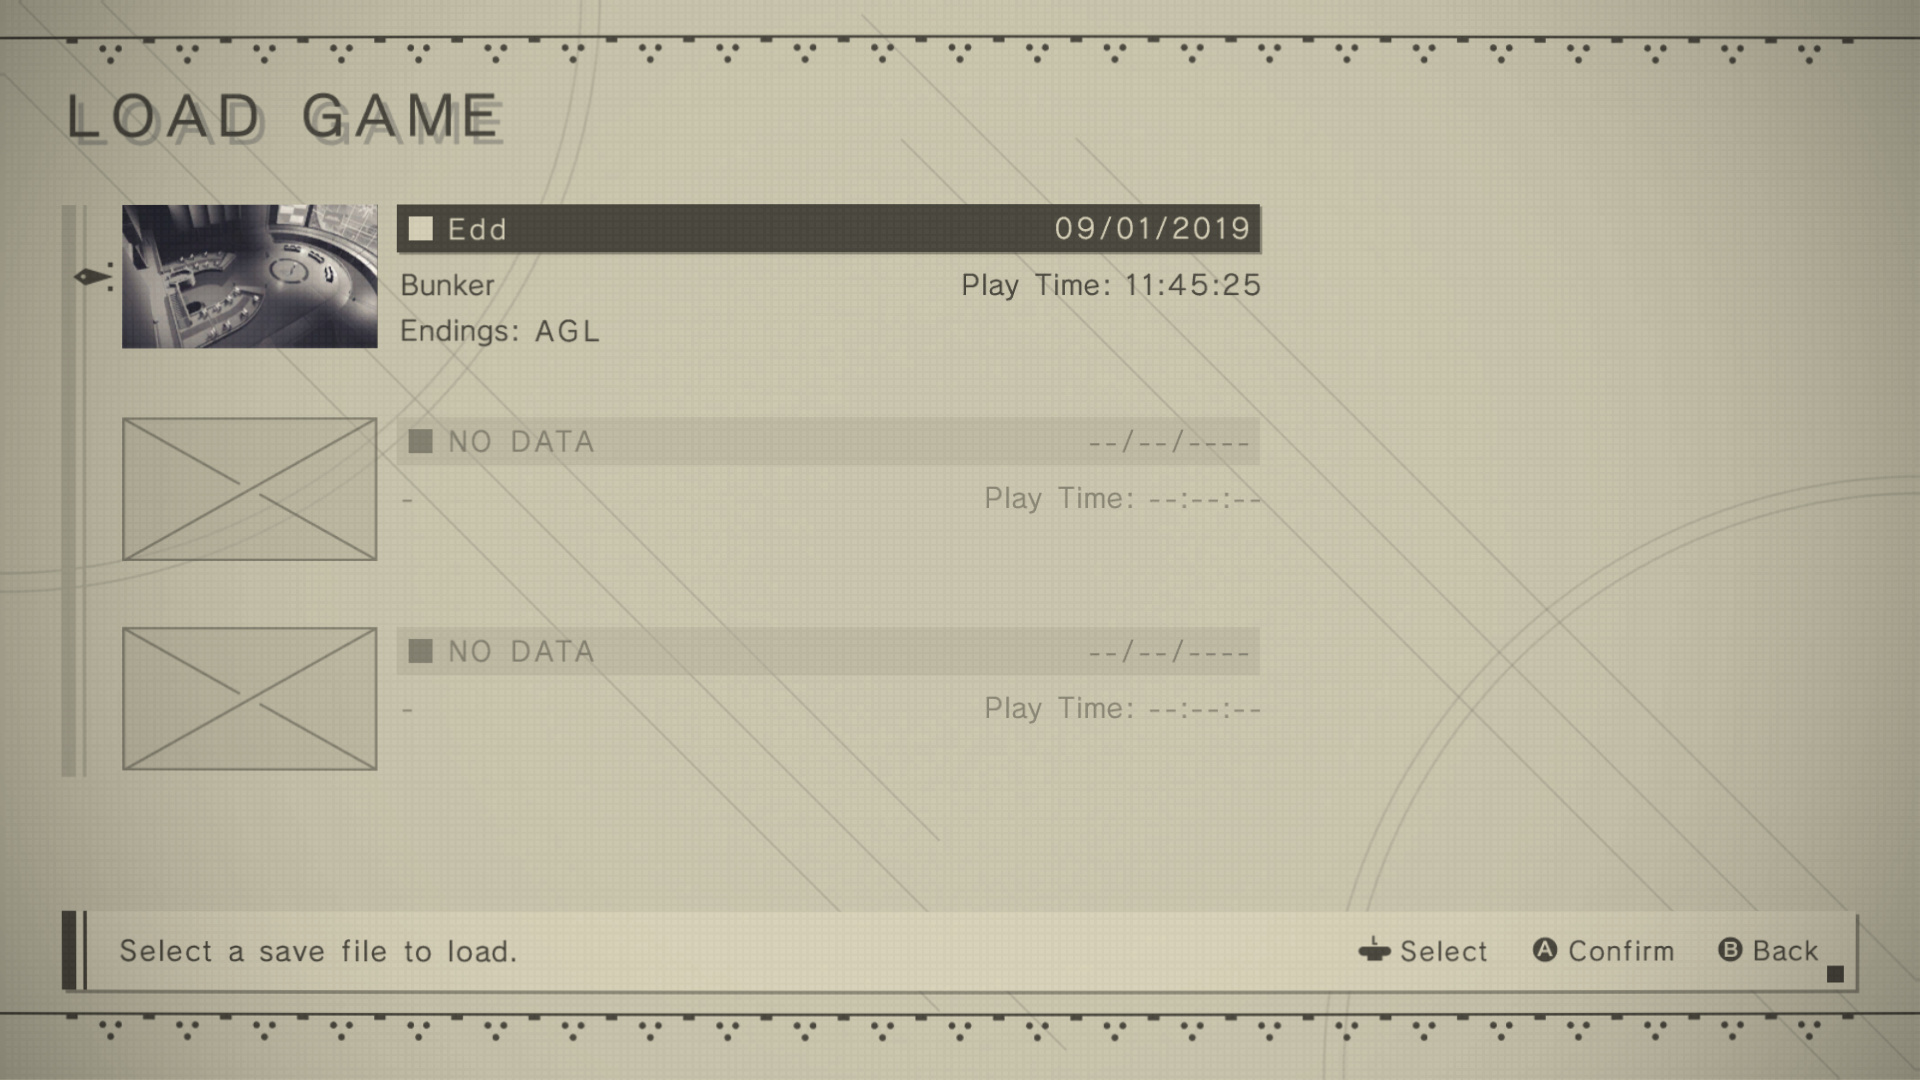 LOAD GAME
Edd 09/01/2019
Bunker Play Time: 11:45:25
Endings: AGL
NO DATA --/--/----
- Play Time: --:--:--
NO DATA --/--/----
- Play Time: --:--:--
Select a save file to load. L Select A Confirm B Back